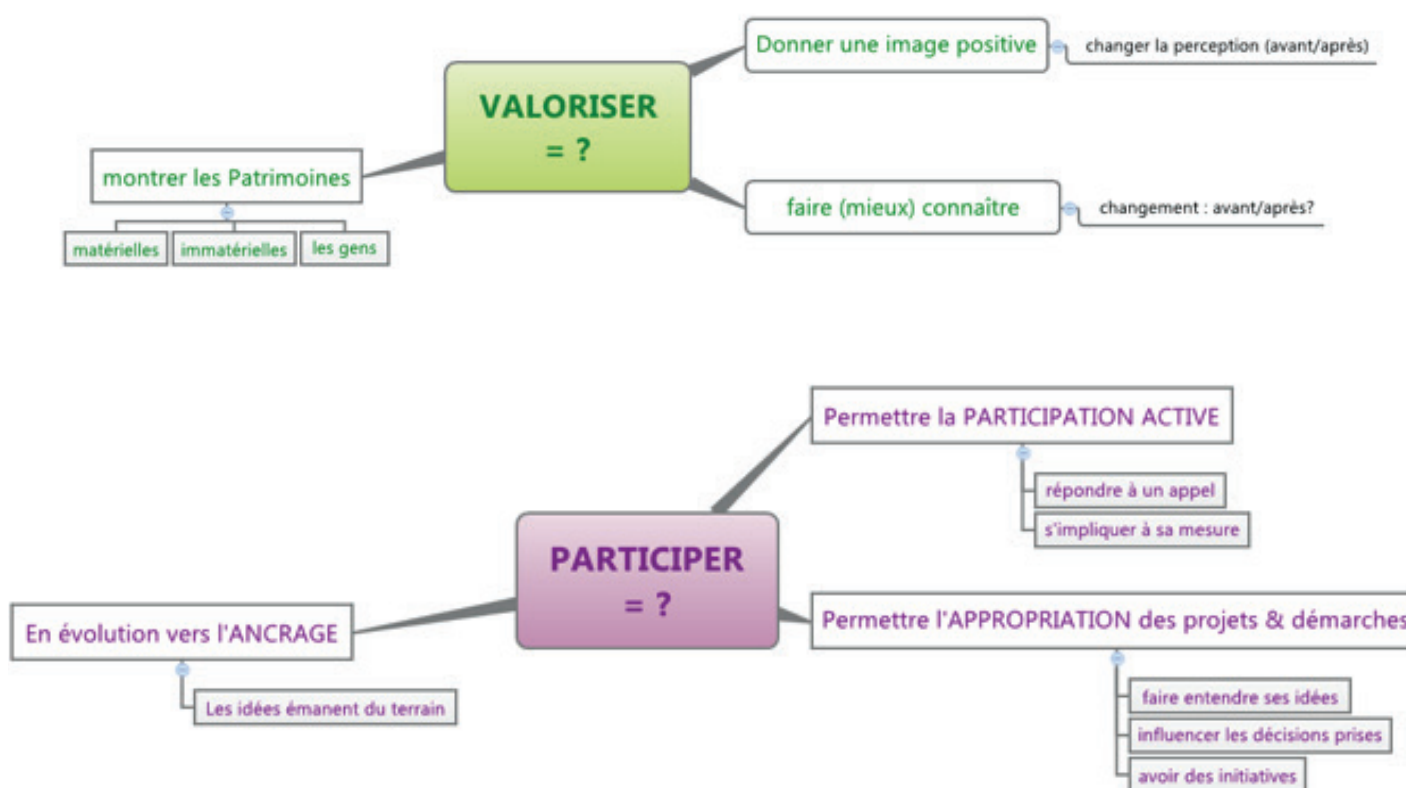 VALORISER
= ?
Donner une image positive
changer la perception (avant/après)
faire (mieux) connaître
changement : avant/après?
montrer les Patrimoines
matérielles
immatérielles
les gens
PARTICIPER
= ?
Permettre la PARTICIPATION ACTIVE
répondre à un appel
s'impliquer à sa mesure
Permettre l'APPROPRIATION des projets & démarches
faire entendre ses idées
influencer les décisions prises
avoir des initiatives
En évolution vers l'ANCRAGE
Les idées émanent du terrain